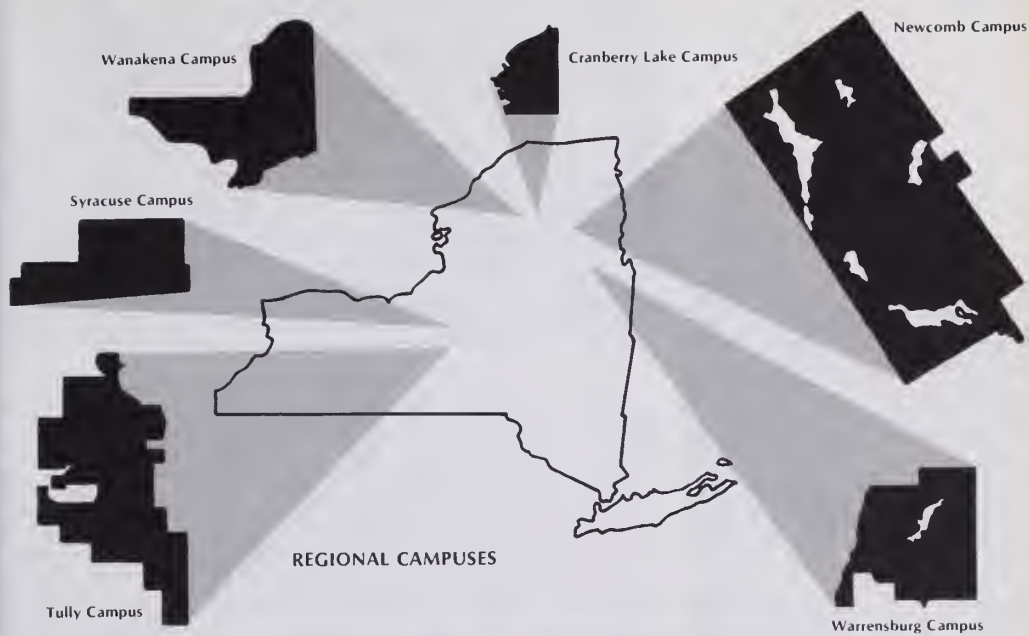 Newcomb Campus
Wanakena Campus
Cranberry Lake Campus
Syracuse Campus
REGIONAL CAMPUSES
Tully Campus
Warrensburg Campus